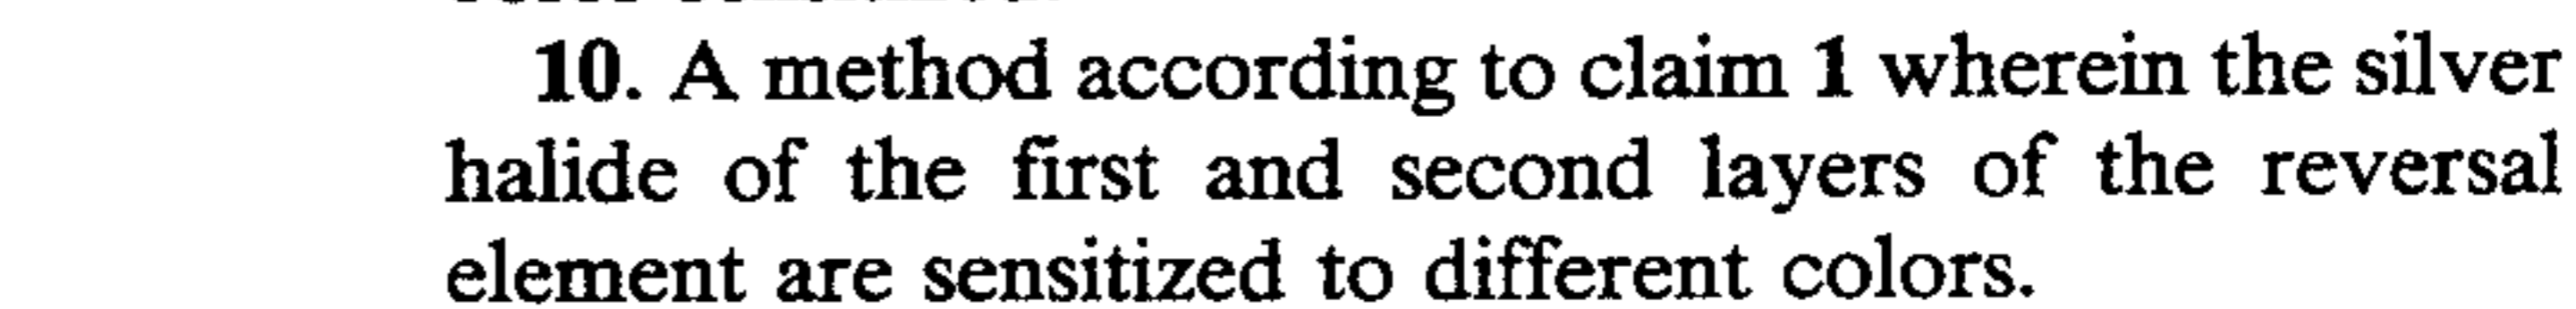 10. A method according to claim 1 wherein the silver
halide of the first and second layers of the reversal
element are sensitized to different colors.